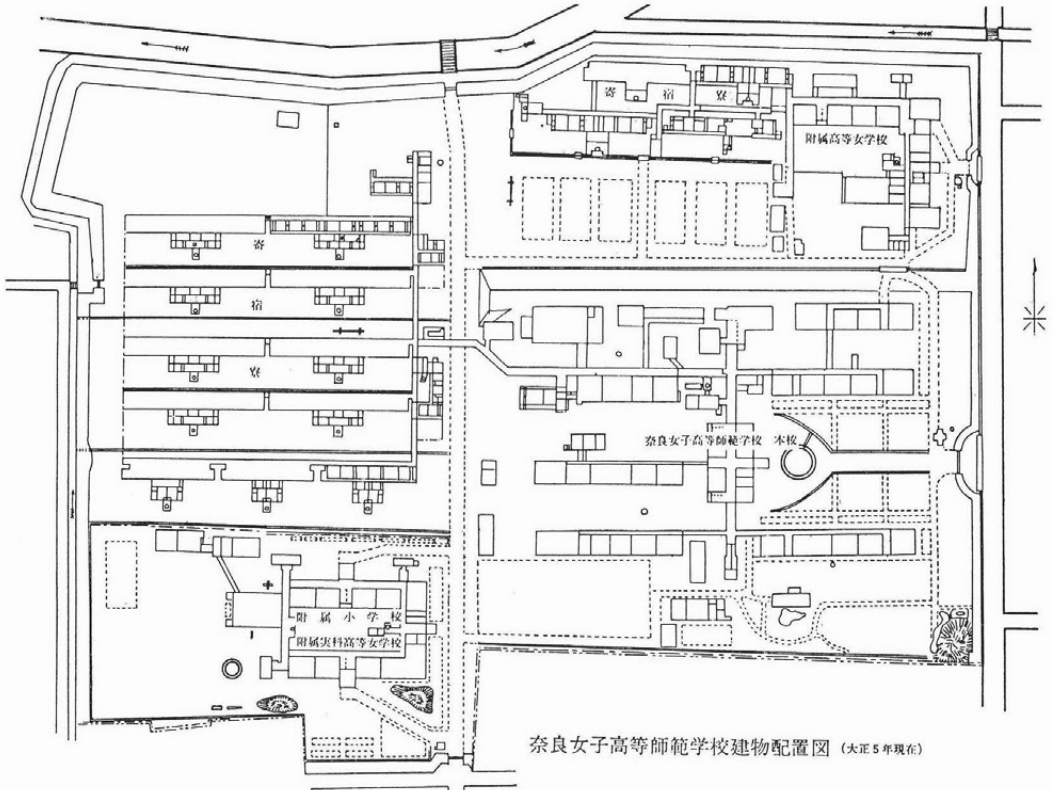 寄宿舎
附属高等女学校
寄
宿
舎
奈良女子高等師範学校 本校
附属小学校
附属実科高等女学校
奈良女子高等師範学校建物配置図 (大正5年現在)